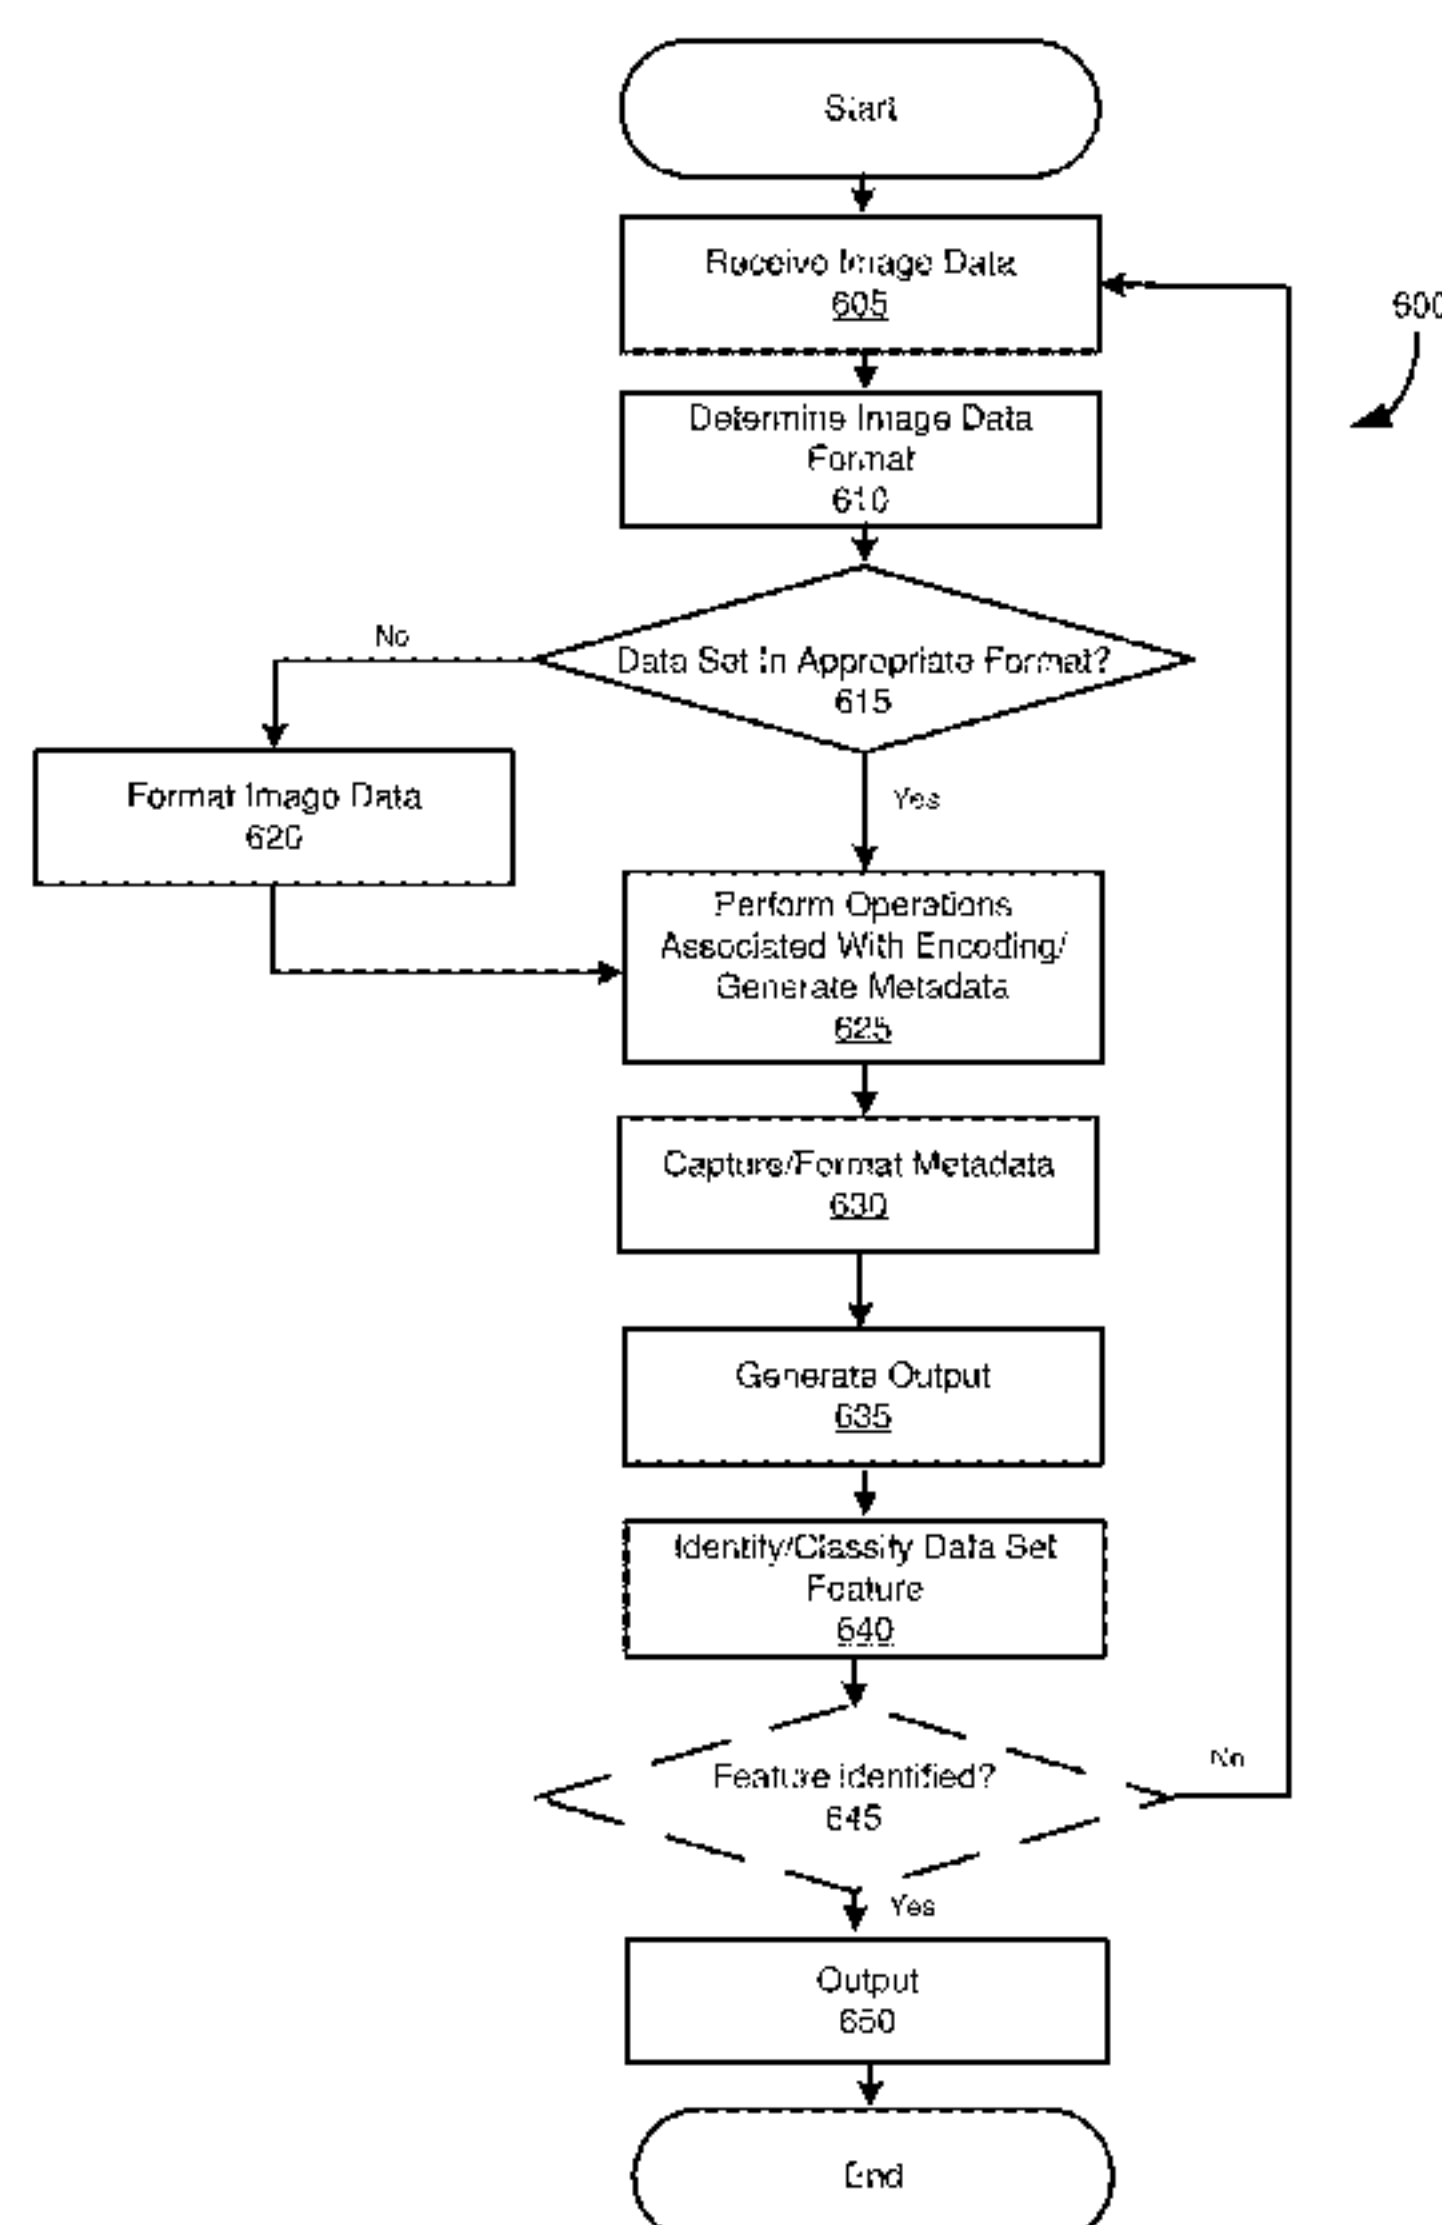 Start
Receive Image Data
605
600
Determine Image Data
Format
610
No
Data Set In Appropriate Format?
615
Format Image Data
620
Yes
Perform Operations
Associated With Encoding/
Generate Metadata
625
Capture/Format Metadata
630
Generate Output
635
Identify/Classify Data Set
Feature
640
Feature identified?
645
No
Yes
Output
650
End